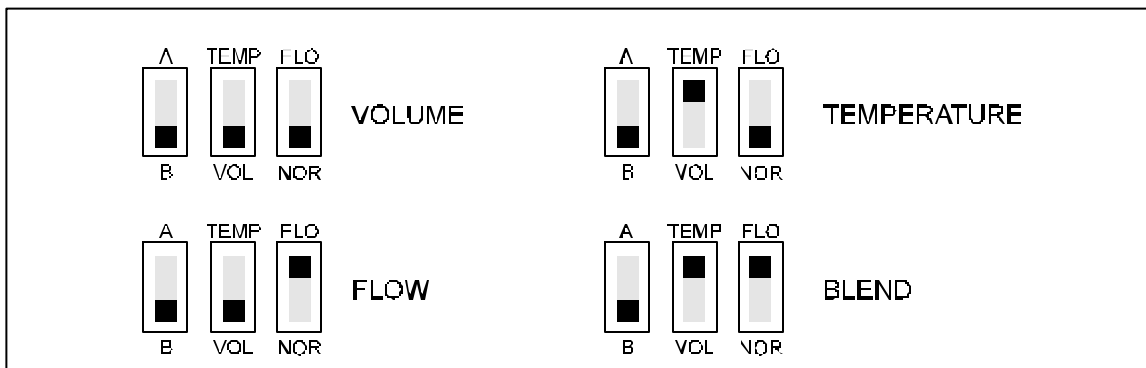 A TEMP FLO
VOLUME
B VOL NOR
A TEMP FLO
TEMPERATURE
B VOL NOR
A TEMP FLO
FLOW
B VOL NOR
A TEMP FLO
BLEND
B VOL NOR